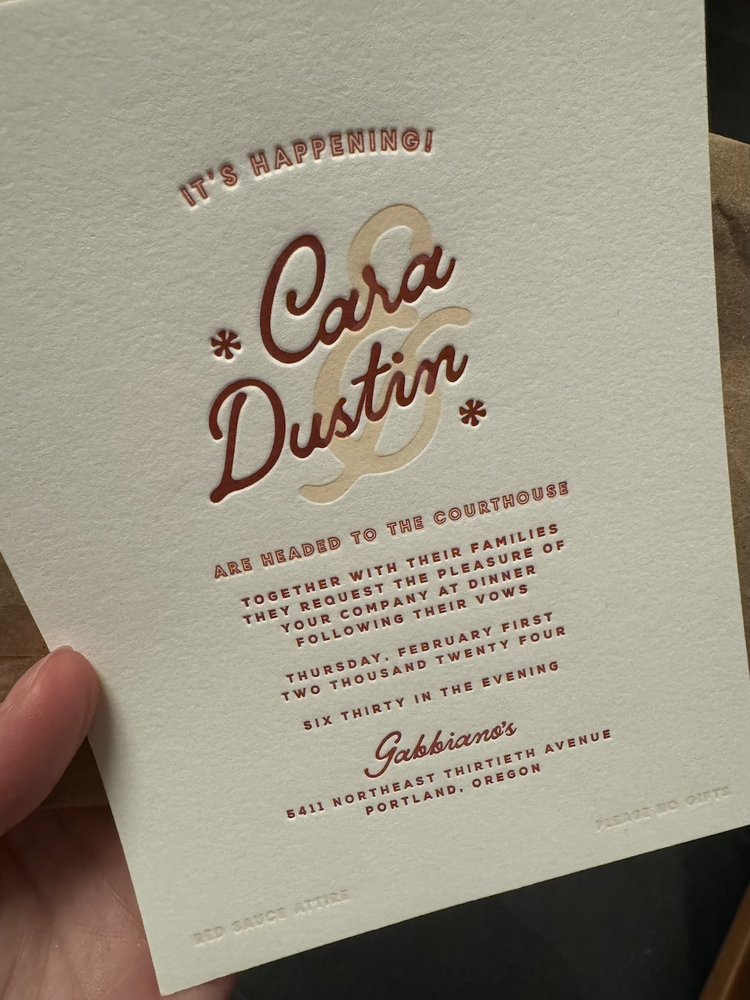 IT'S HAPPENING!
Cara
&
Dustin
ARE HEADED TO THE COURTHOUSE
TOGETHER WITH THEIR FAMILIES
THEY REQUEST THE PLEASURE OF
YOUR COMPANY AT DINNER
FOLLOWING THEIR VOWS
THURSDAY, FEBRUARY FIRST
TWO THOUSAND TWENTY FOUR
SIX THIRTY IN THE EVENING
Gabbiano's
5411 NORTHEAST THIRTIETH AVENUE
PORTLAND, OREGON
PLEASE NO GIFTS
RED SAUCE ATTIRE